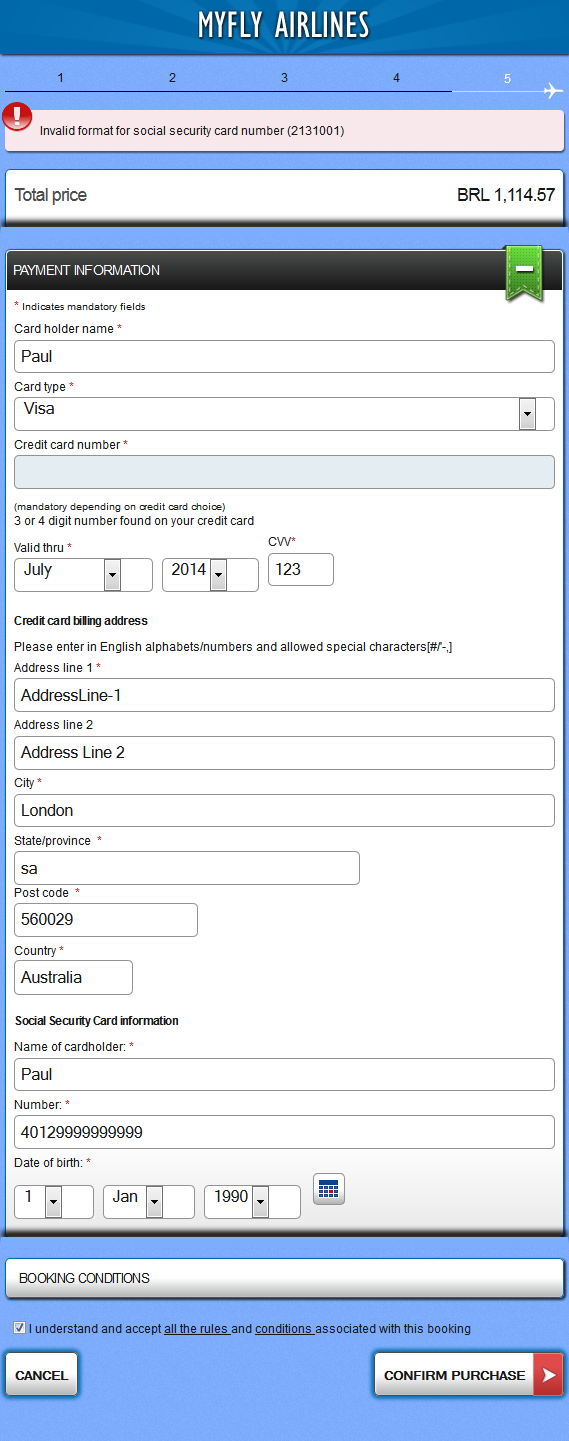 MYFLY AIRLINES
1 2 3 4 5
Invalid format for social security card number (2131001)
Total price BRL 1,114.57
PAYMENT INFORMATION
* Indicates mandatory fields
Card holder name *
Paul
Card type *
Visa
Credit card number *
(mandatory depending on credit card choice)
3 or 4 digit number found on your credit card
Valid thru * CVV*
July 2014 123
Credit card billing address
Please enter in English alphabets/numbers and allowed special characters[#/'-,]
Address line 1 *
AddressLine-1
Address line 2
Address Line 2
City *
London
State/province *
sa
Post code *
560029
Country *
Australia
Social Security Card information
Name of cardholder: *
Paul
Number: *
40129999999999
Date of birth: *
1 Jan 1990
BOOKING CONDITIONS
I understand and accept all the rules and conditions associated with this booking
CANCEL CONFIRM PURCHASE